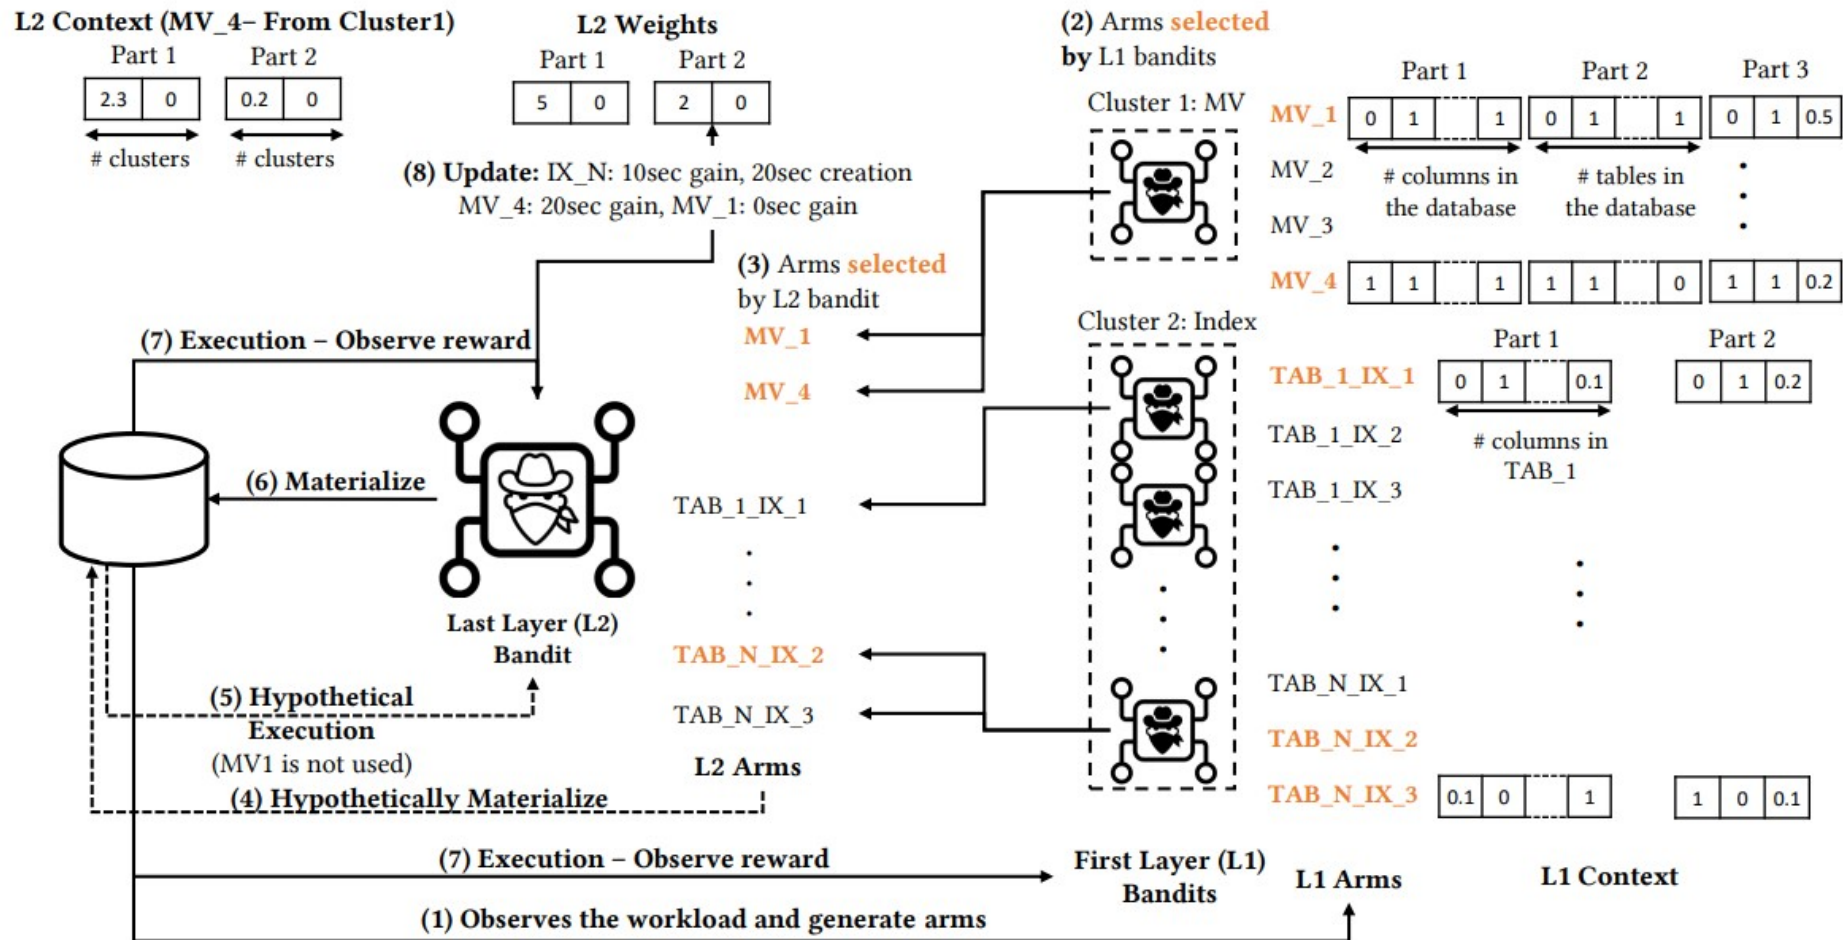 L2 Context (MV_4– From Cluster1)
Part 1 Part 2
2.3 0 0.2 0
# clusters # clusters
L2 Weights
Part 1 Part 2
5 0 2 0
(8) Update: IX_N: 10sec gain, 20sec creation
MV_4: 20sec gain, MV_1: 0sec gain
(2) Arms selected
by L1 bandits
Cluster 1: MV
Part 1 Part 2 Part 3
MV_1 0 1 1 0 1 1 0 1 0.5
MV_2
# columns in
the database
# tables in
the database
MV_3
MV_4 1 1 1 1 1 0 1 1 0.2
(3) Arms selected
by L2 bandit
MV_1
MV_4
TAB_1_IX_1
TAB_N_IX_2
TAB_N_IX_3
L2 Arms
Cluster 2: Index
Part 1 Part 2
TAB_1_IX_1 0 1 0.1 0 1 0.2
TAB_1_IX_2
# columns in
TAB_1
TAB_1_IX_3
TAB_N_IX_1
TAB_N_IX_2
TAB_N_IX_3 0.1 0 1 1 0 0.1
(7) Execution – Observe reward
(6) Materialize
Last Layer (L2)
Bandit
(5) Hypothetical
Execution
(MV1 is not used)
(4) Hypothetically Materialize
(7) Execution – Observe reward
First Layer (L1)
Bandits
L1 Arms
L1 Context
(1) Observes the workload and generate arms